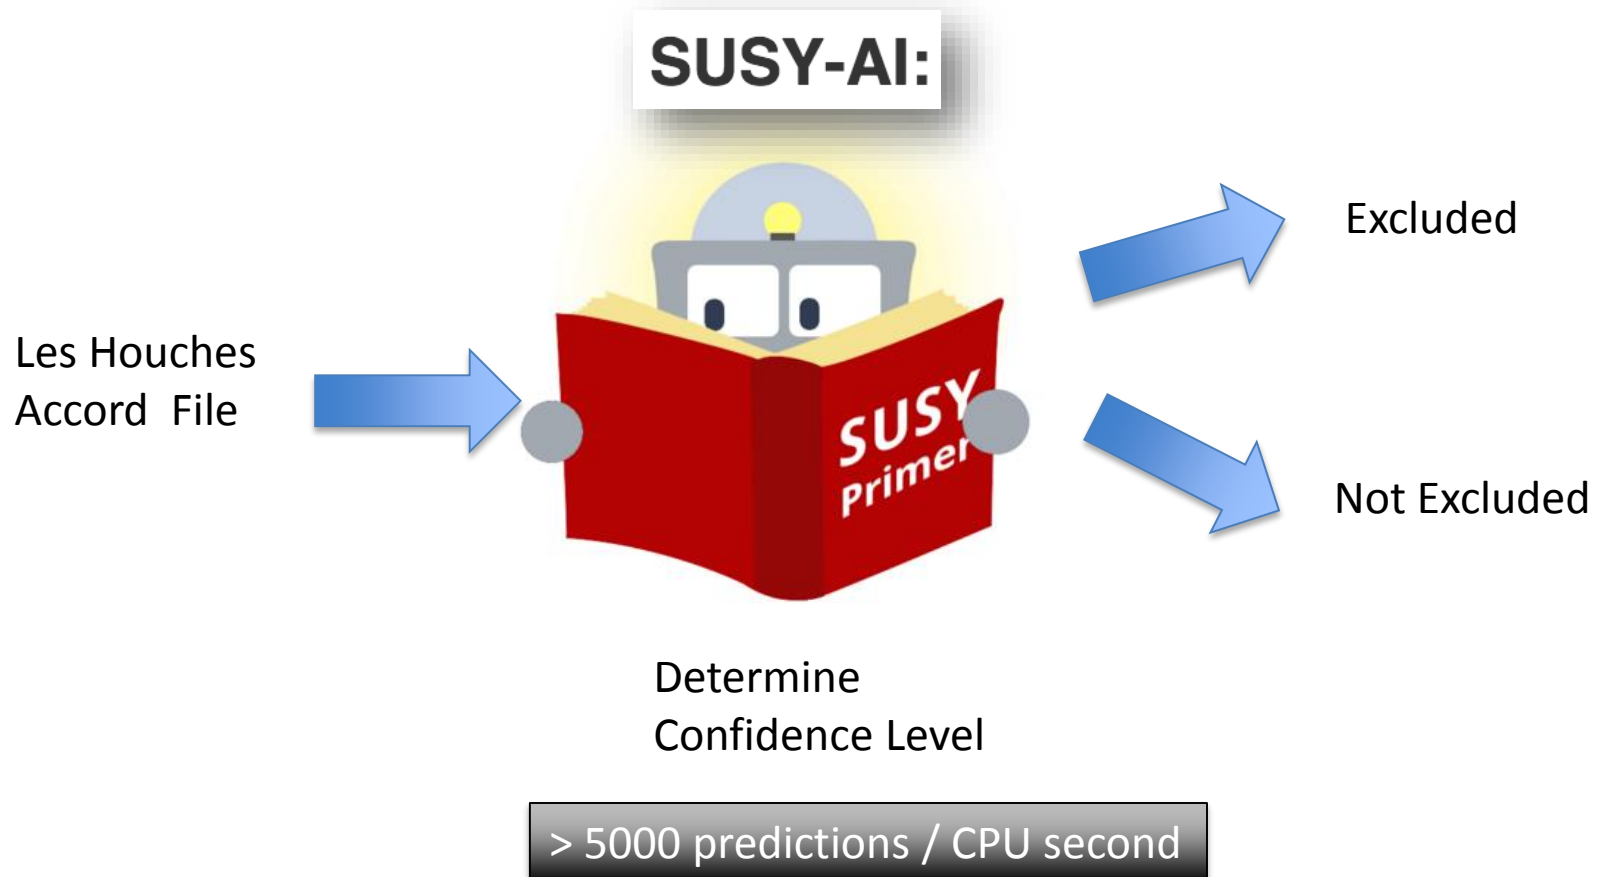 SUSY-AI:
Les Houches
Accord File
SUSY
Primer
Excluded
Not Excluded
Determine
Confidence Level
> 5000 predictions / CPU second